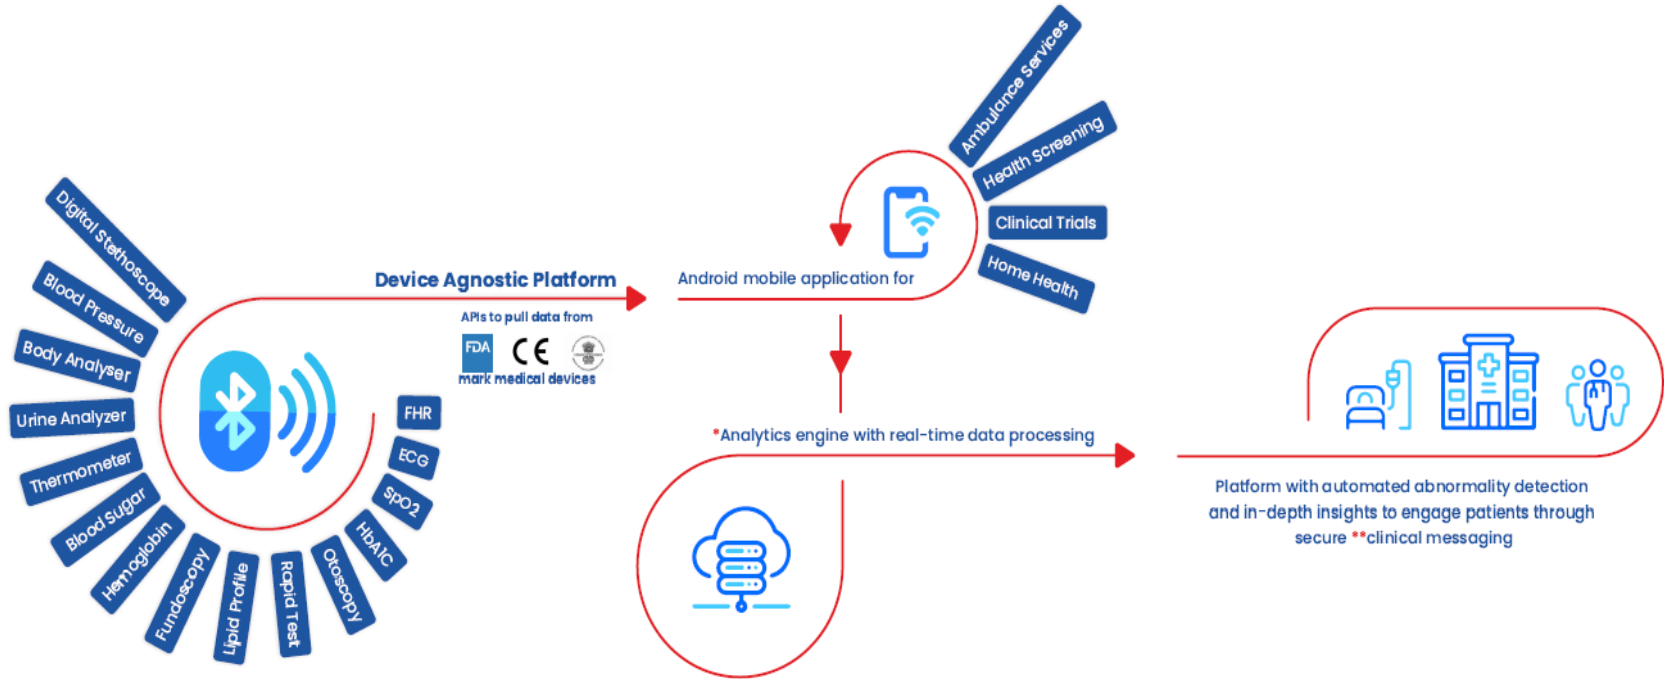 Digital Stethoscope
Blood Pressure
Body Analyser
Urine Analyzer
Thermometer
Blood Sugar
Hemoglobin
Fundoscopy
Lipid Profile
Rapid Test
Otoscopy
HbA1C
SpO2
ECG
FHR
Device Agnostic Platform
APIs to pull data from
FDA
CE
mark medical devices
Android mobile application for
Ambulance Services
Health Screening
Clinical Trials
Home Health
*Analytics engine with real-time data processing
Platform with automated abnormality detection
and in-depth insights to engage patients through
secure **clinical messaging